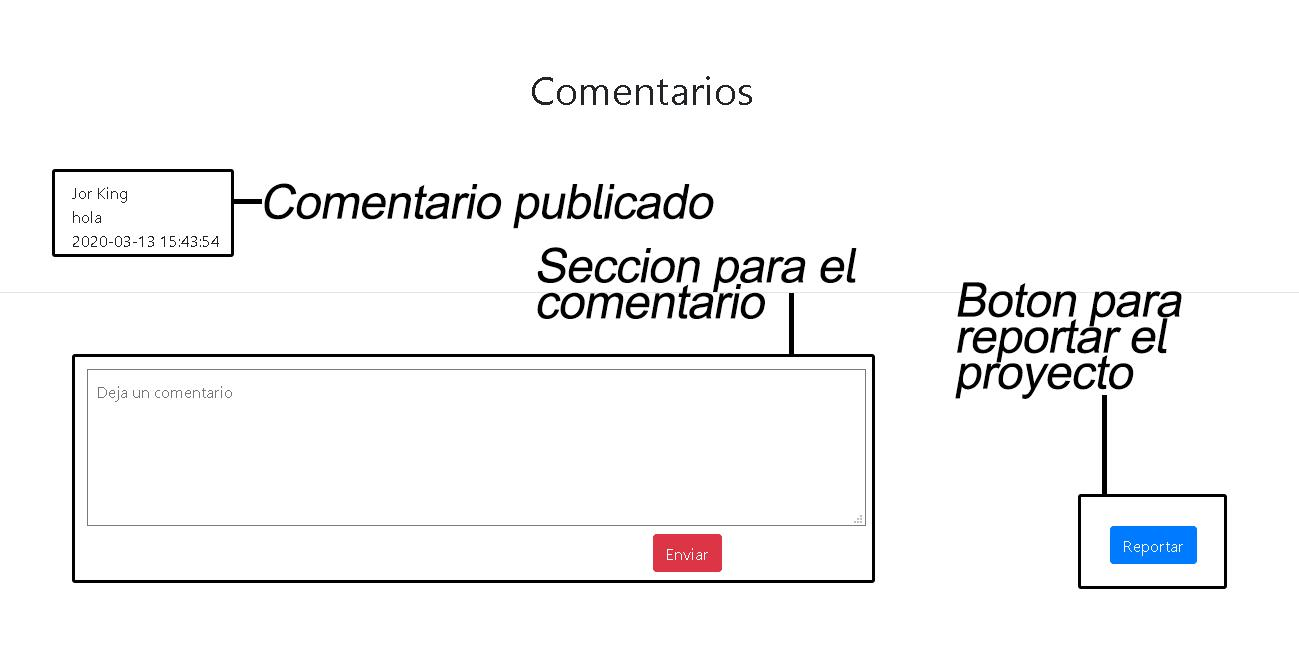 Comentarios
Jor King
hola
2020-03-13 15:43:54
Comentario publicado
Seccion para el
comentario
Boton para
reportar el
proyecto
Deja un comentario
Enviar
Reportar